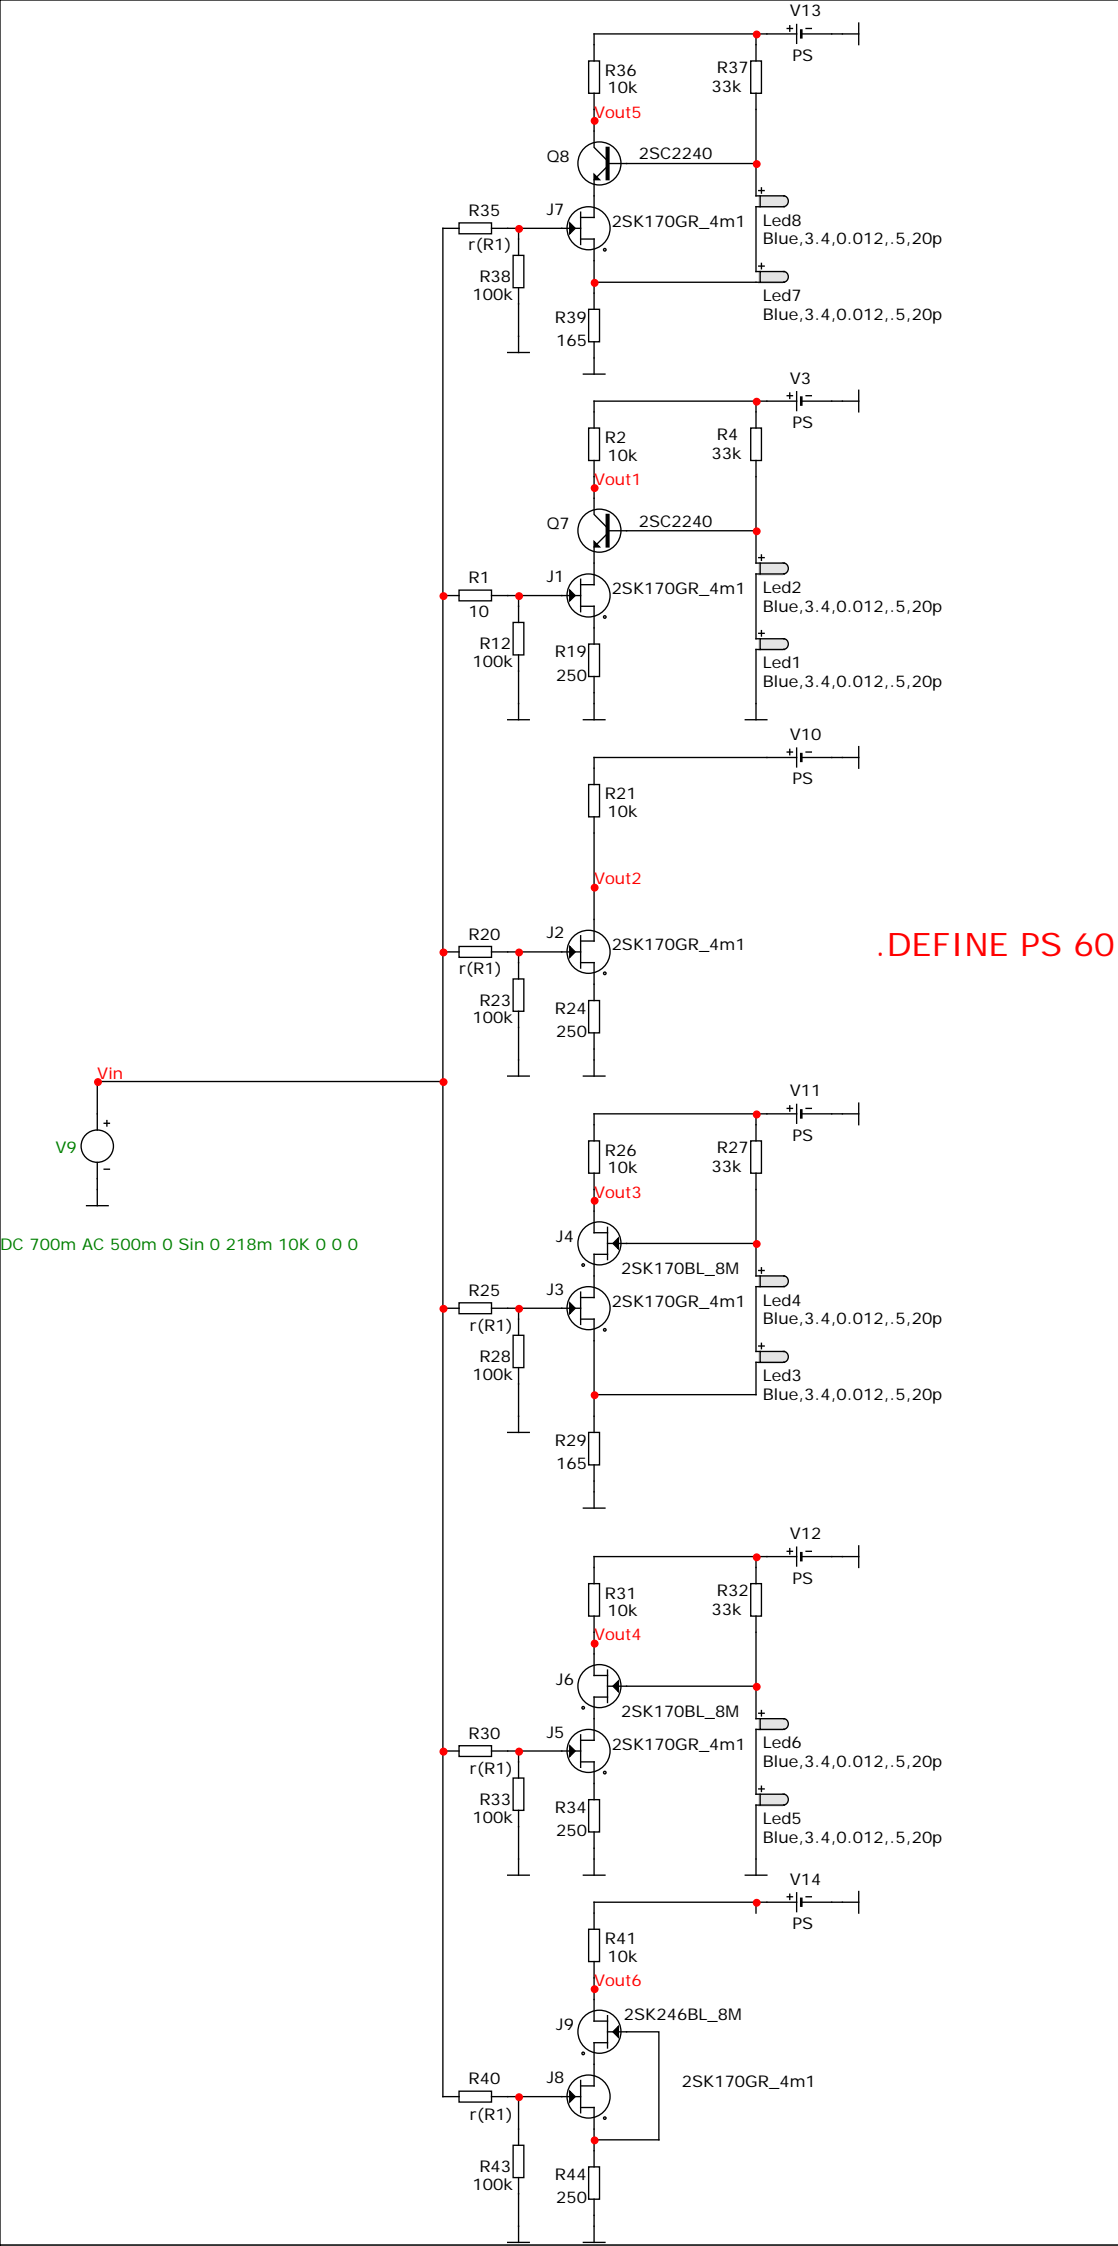 V13
+ −
PS
R36
10k
R37
33k
Vout5
Q8
2SC2240
+
Led8
Blue,3.4,0.012,.5,20p
J7
2SK170GR_4m1
R35
r(R1)
R38
100k
+
Led7
Blue,3.4,0.012,.5,20p
R39
165
V3
+ −
PS
R2
10k
R4
33k
Vout1
Q7
2SC2240
+
Led2
Blue,3.4,0.012,.5,20p
J1
2SK170GR_4m1
R1
10
R12
100k
+
Led1
Blue,3.4,0.012,.5,20p
R19
250
V10
+ −
PS
R21
10k
Vout2
J2
2SK170GR_4m1
R20
r(R1)
R23
100k
R24
250
.DEFINE PS 60
Vin
V9
+
−
DC 700m AC 500m 0 Sin 0 218m 10K 0 0 0
V11
+ −
PS
R26
10k
R27
33k
Vout3
J4
2SK170BL_8M
+
Led4
Blue,3.4,0.012,.5,20p
J3
2SK170GR_4m1
R25
r(R1)
R28
100k
+
Led3
Blue,3.4,0.012,.5,20p
R29
165
V12
+ −
PS
R31
10k
R32
33k
Vout4
J6
2SK170BL_8M
+
Led6
Blue,3.4,0.012,.5,20p
J5
2SK170GR_4m1
R30
r(R1)
R33
100k
+
Led5
Blue,3.4,0.012,.5,20p
R34
250
V14
+ −
PS
R41
10k
Vout6
J9
2SK246BL_8M
J8
2SK170GR_4m1
R40
r(R1)
R43
100k
R44
250